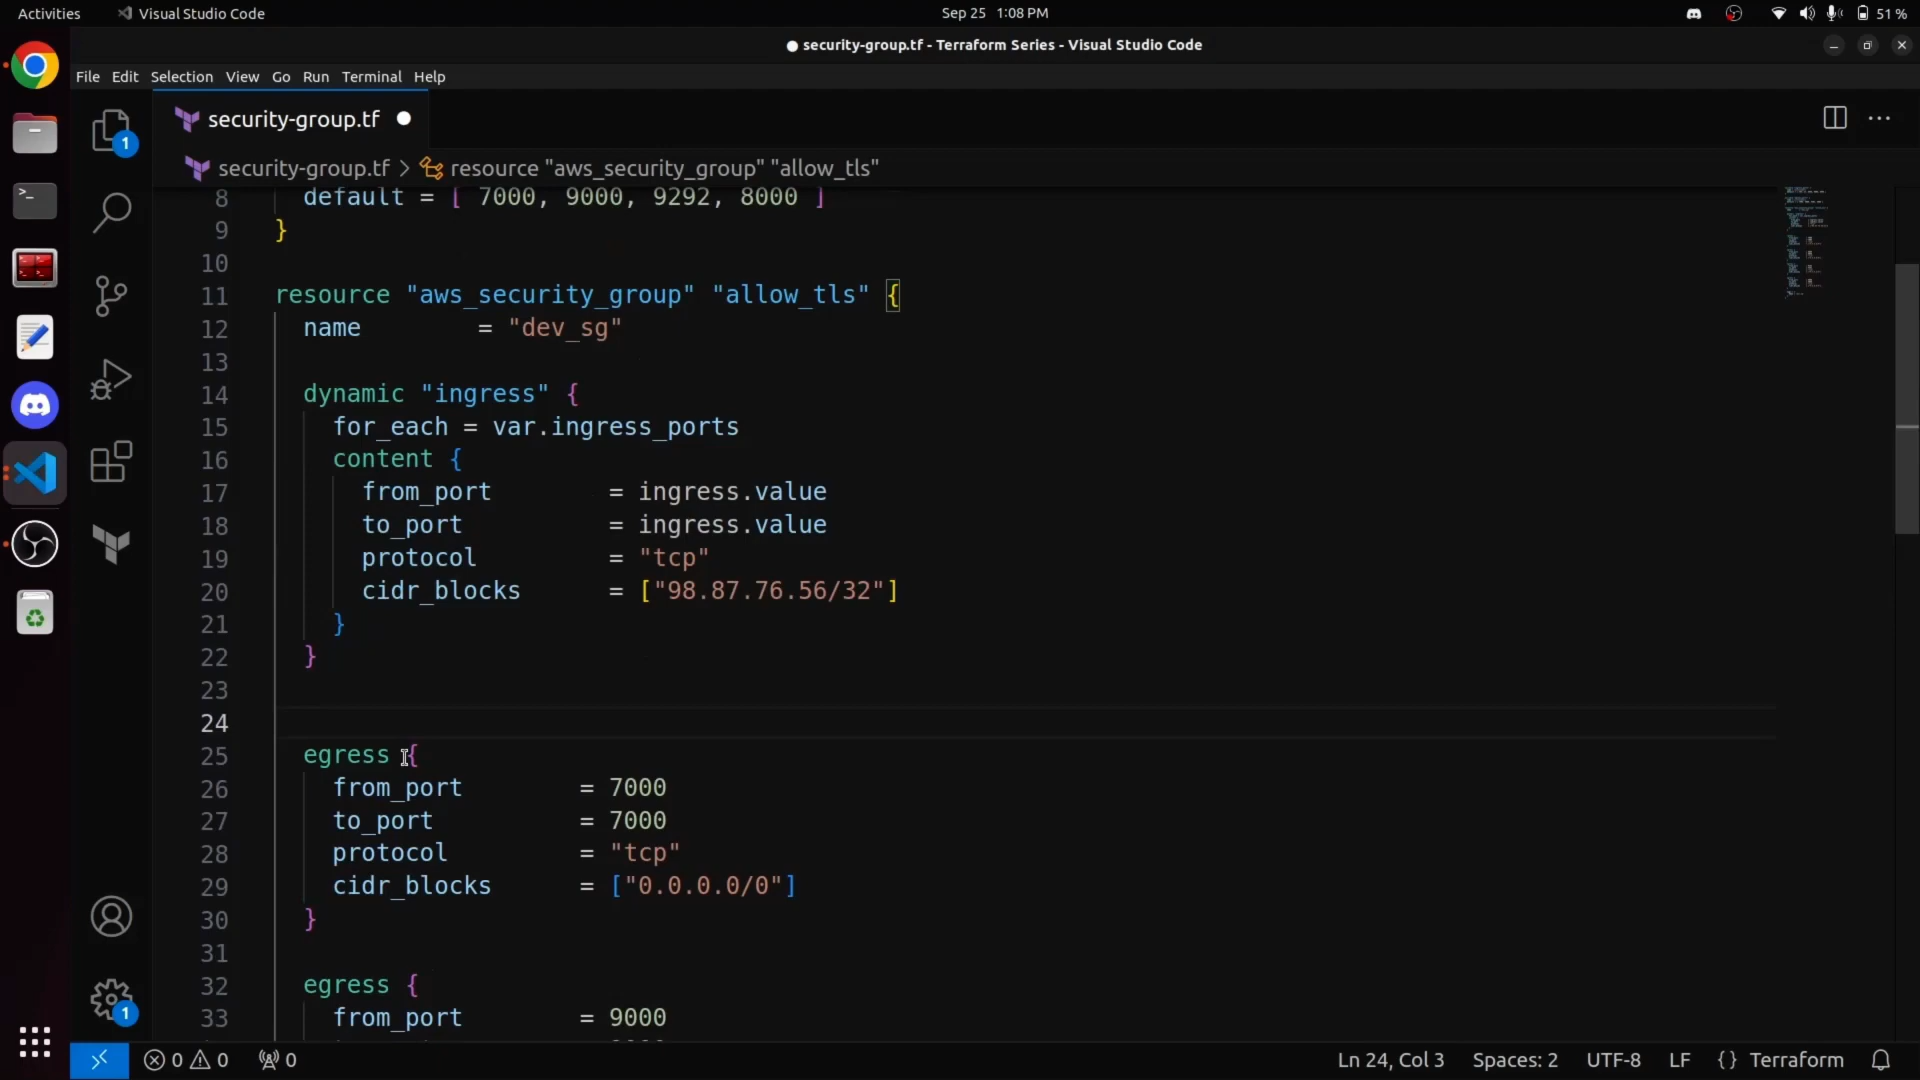 Activities
Visual Studio Code
Sep 25 1:08 PM
51 %
security-group.tf - Terraform Series - Visual Studio Code
File Edit Selection View Go Run Terminal Help
security-group.tf
security-group.tf > resource "aws_security_group" "allow_tls"
8 default = [ 7000, 9000, 9292, 8000 ]
9 }
10
11 resource "aws_security_group" "allow_tls" {
12 name = "dev_sg"
13
14 dynamic "ingress" {
15 for_each = var.ingress_ports
16 content {
17 from_port = ingress.value
18 to_port = ingress.value
19 protocol = "tcp"
20 cidr_blocks = ["98.87.76.56/32"]
21 }
22 }
23
24
25 egress {
26 from_port = 7000
27 to_port = 7000
28 protocol = "tcp"
29 cidr_blocks = ["0.0.0.0/0"]
30 }
31
32 egress {
33 from_port = 9000
1
1
0 0 0
Ln 24, Col 3 Spaces: 2 UTF-8 LF {} Terraform